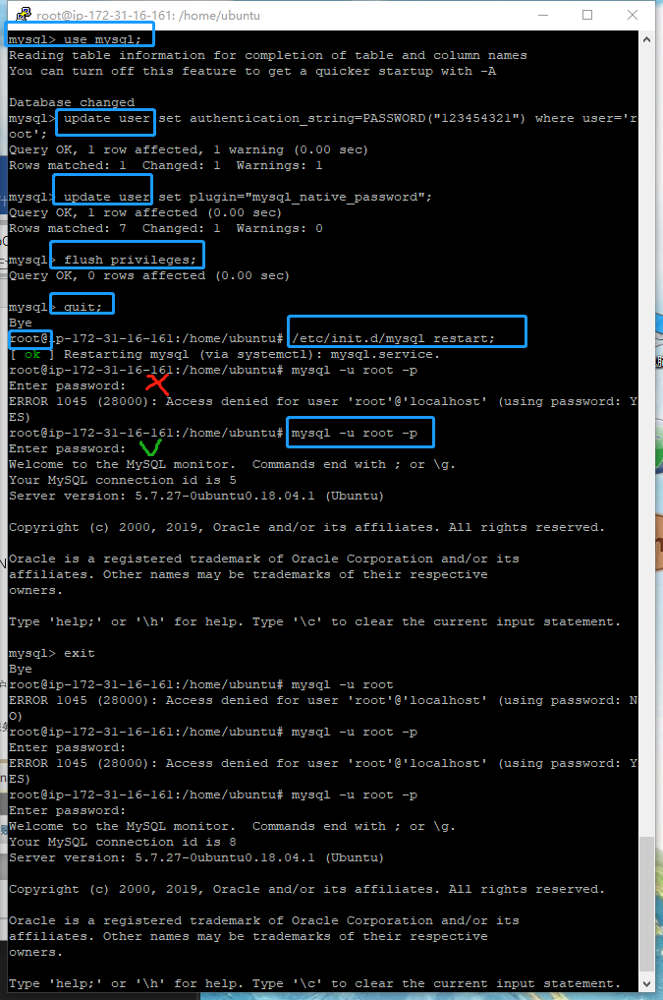 root@ip-172-31-16-161: /home/ubuntu
mysql> use mysql;
Reading table information for completion of table and column names
You can turn off this feature to get a quicker startup with -A
Database changed
mysql> update user set authentication_string=PASSWORD("123454321") where user='r
oot';
Query OK, 1 row affected, 1 warning (0.00 sec)
Rows matched: 1  Changed: 1  Warnings: 1
mysql> update user set plugin="mysql_native_password";
Query OK, 1 row affected (0.00 sec)
Rows matched: 7  Changed: 1  Warnings: 0
mysql> flush privileges;
Query OK, 0 rows affected (0.00 sec)
mysql> quit;
Bye
root@ip-172-31-16-161:/home/ubuntu# /etc/init.d/mysql restart;
[ ok ] Restarting mysql (via systemctl): mysql.service.
root@ip-172-31-16-161:/home/ubuntu# mysql -u root -p
Enter password:
ERROR 1045 (28000): Access denied for user 'root'@'localhost' (using password: Y
ES)
root@ip-172-31-16-161:/home/ubuntu# mysql -u root -p
Enter password:
Welcome to the MySQL monitor.  Commands end with ; or \g.
Your MySQL connection id is 5
Server version: 5.7.27-0ubuntu0.18.04.1 (Ubuntu)
Copyright (c) 2000, 2019, Oracle and/or its affiliates. All rights reserved.
Oracle is a registered trademark of Oracle Corporation and/or its
affiliates. Other names may be trademarks of their respective
owners.
Type 'help;' or '\h' for help. Type '\c' to clear the current input statement.
mysql> exit
Bye
root@ip-172-31-16-161:/home/ubuntu# mysql -u root
ERROR 1045 (28000): Access denied for user 'root'@'localhost' (using password: N
O)
root@ip-172-31-16-161:/home/ubuntu# mysql -u root -p
Enter password:
ERROR 1045 (28000): Access denied for user 'root'@'localhost' (using password: Y
ES)
root@ip-172-31-16-161:/home/ubuntu# mysql -u root -p
Enter password:
Welcome to the MySQL monitor.  Commands end with ; or \g.
Your MySQL connection id is 8
Server version: 5.7.27-0ubuntu0.18.04.1 (Ubuntu)
Copyright (c) 2000, 2019, Oracle and/or its affiliates. All rights reserved.
Oracle is a registered trademark of Oracle Corporation and/or its
affiliates. Other names may be trademarks of their respective
owners.
Type 'help;' or '\h' for help. Type '\c' to clear the current input statement.